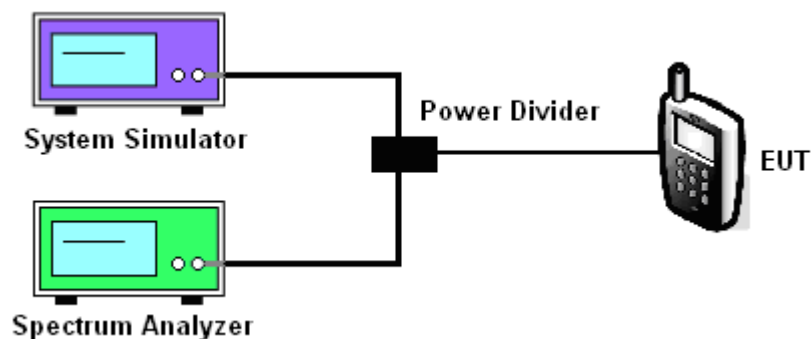 System Simulator
Power Divider
EUT
Spectrum Analyzer